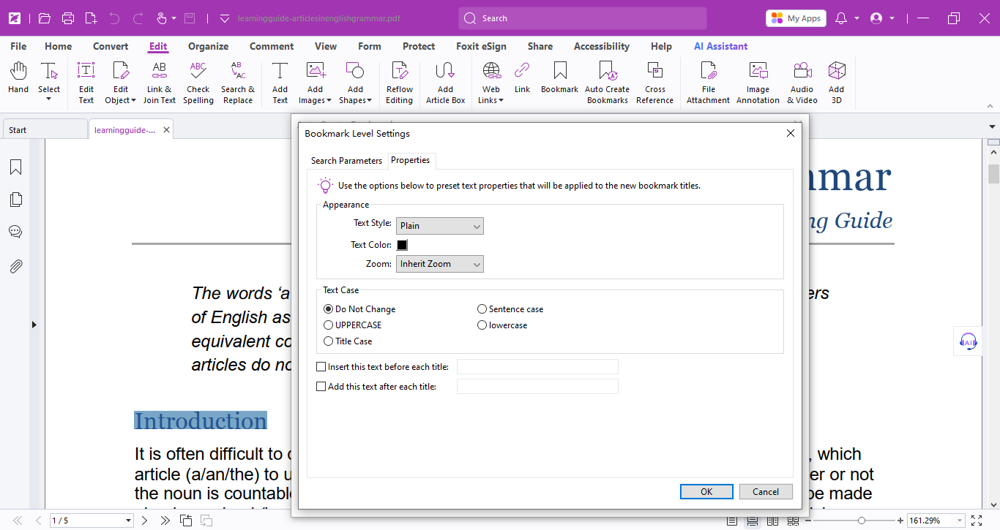 learningguide-articlesinenglishgrammar.pdf
Search
My Apps
File Home Convert Edit Organize Comment View Form Protect Foxit eSign Share Accessibility Help AI Assistant
Hand
Select
Edit Text
Edit Object
Link & Join Text
Check Spelling
Search & Replace
Add Text
Add Images
Add Shapes
Reflow Editing
Add Article Box
Web Links
Link
Bookmark
Auto Create Bookmarks
Cross Reference
File Attachment
Image Annotation
Audio & Video
Add 3D
Start
learningguide-...
Bookmark Level Settings
Search Parameters
Properties
Use the options below to preset text properties that will be applied to the new bookmark titles.
Appearance
Text Style: Plain
Text Color:
Zoom: Inherit Zoom
Text Case
Do Not Change
Sentence case
UPPERCASE
lowercase
Title Case
Insert this text before each title:
Add this text after each title:
OK
Cancel
mmar
ng Guide
The words ‘a
ers
of English as
equivalent co
articles do no
Introduction
It is often difficult to
, which
article (a/an/the) to u
er or not
the noun is countabl
be made
AI
1 / 5
161.29%